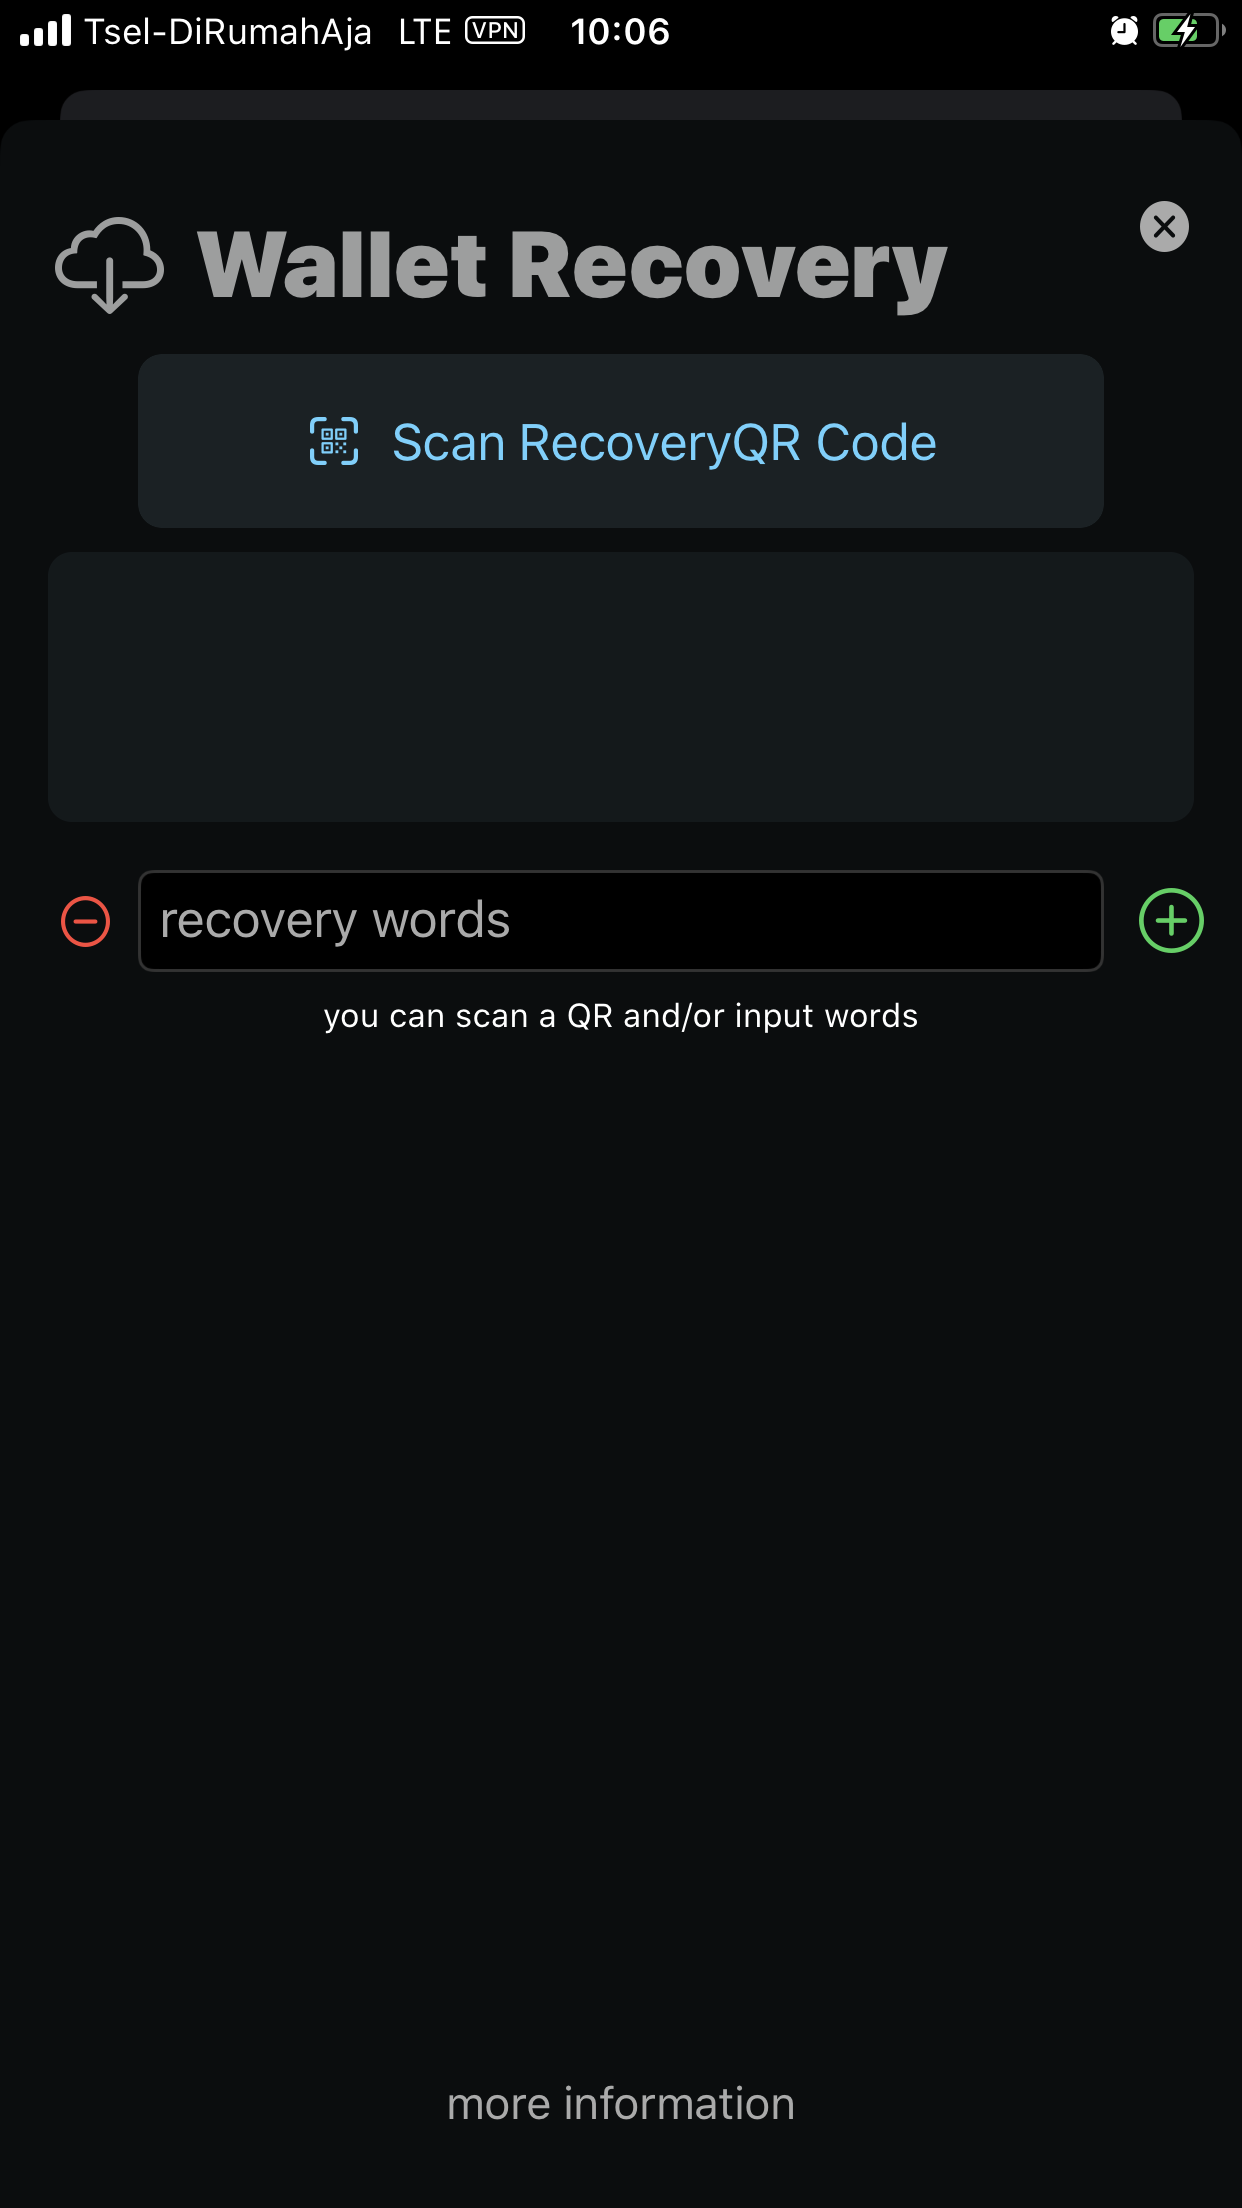 Tsel-DiRumahAja LTE VPN 10:06
Wallet Recovery
Scan RecoveryQR Code
recovery words
you can scan a QR and/or input words
more information